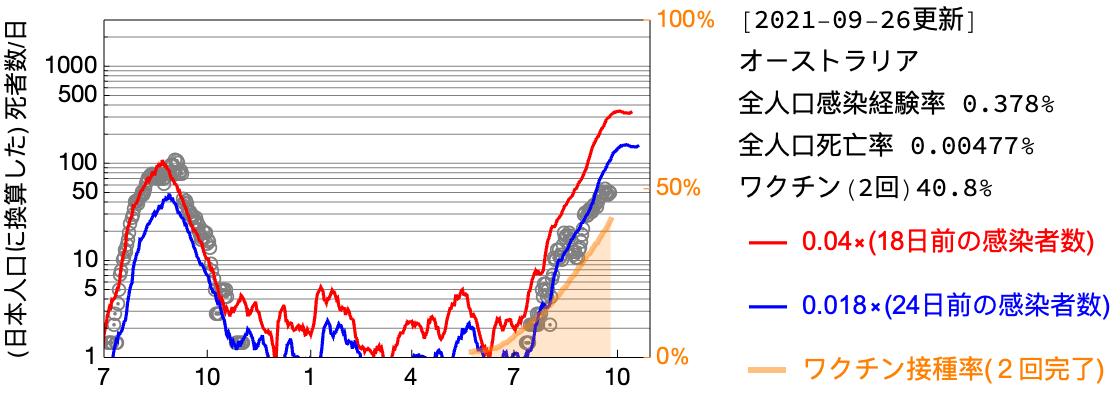 (日本人口に換算した) 死者数/日
1000
500
100
50
10
5
1
7
10
1
4
7
10
100%
50%
0%
[2021-09-26更新]
オーストラリア
全人口感染経験率 0.378%
全人口死亡率 0.00477%
ワクチン(2回)40.8%
0.04×(18日前の感染者数)
0.018×(24日前の感染者数)
ワクチン接種率(２回完了)